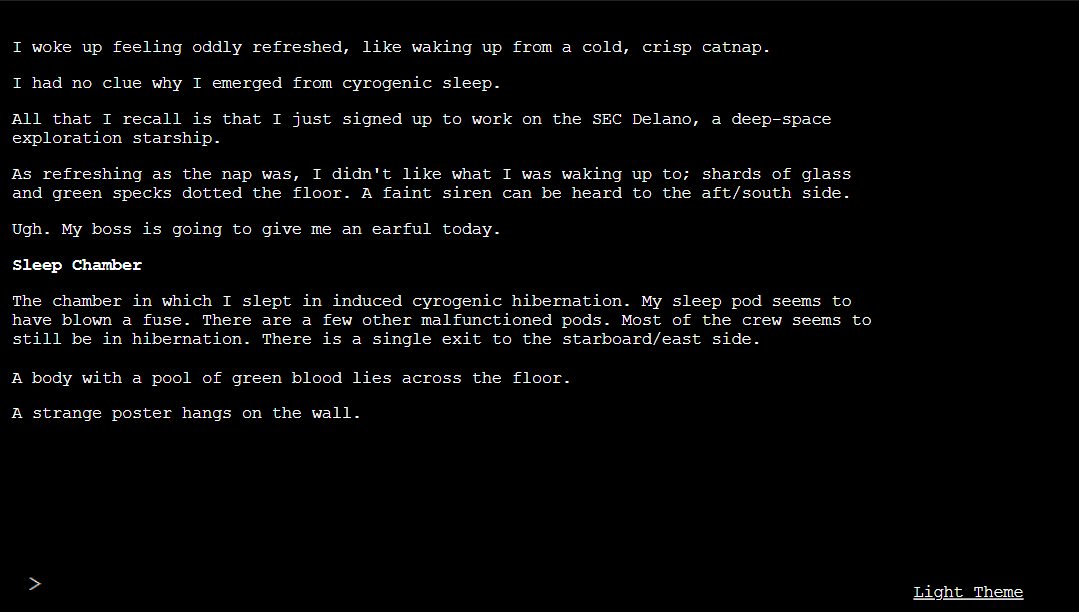 I woke up feeling oddly refreshed, like waking up from a cold, crisp catnap.
I had no clue why I emerged from cyrogenic sleep.
All that I recall is that I just signed up to work on the SEC Delano, a deep-space
exploration starship.
As refreshing as the nap was, I didn't like what I was waking up to; shards of glass
and green specks dotted the floor. A faint siren can be heard to the aft/south side.
Ugh. My boss is going to give me an earful today.
Sleep Chamber
The chamber in which I slept in induced cyrogenic hibernation. My sleep pod seems to
have blown a fuse. There are a few other malfunctioned pods. Most of the crew seems to
still be in hibernation. There is a single exit to the starboard/east side.
A body with a pool of green blood lies across the floor.
A strange poster hangs on the wall.
>
Light Theme